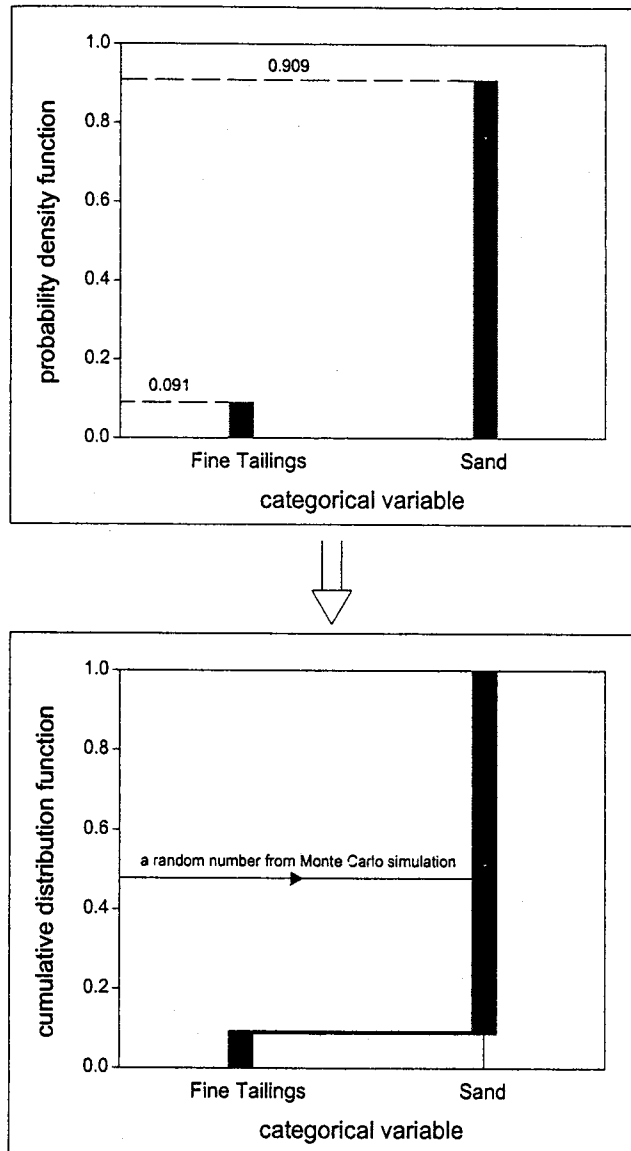 probability density function
1.0
0.909
0.8
0.6
0.4
0.2
0.091
0.0
Fine Tailings Sand
categorical variable
cumulative distribution function
1.0
0.8
0.6
a random number from Monte Carlo simulation
0.4
0.2
0.0
Fine Tailings Sand
categorical variable